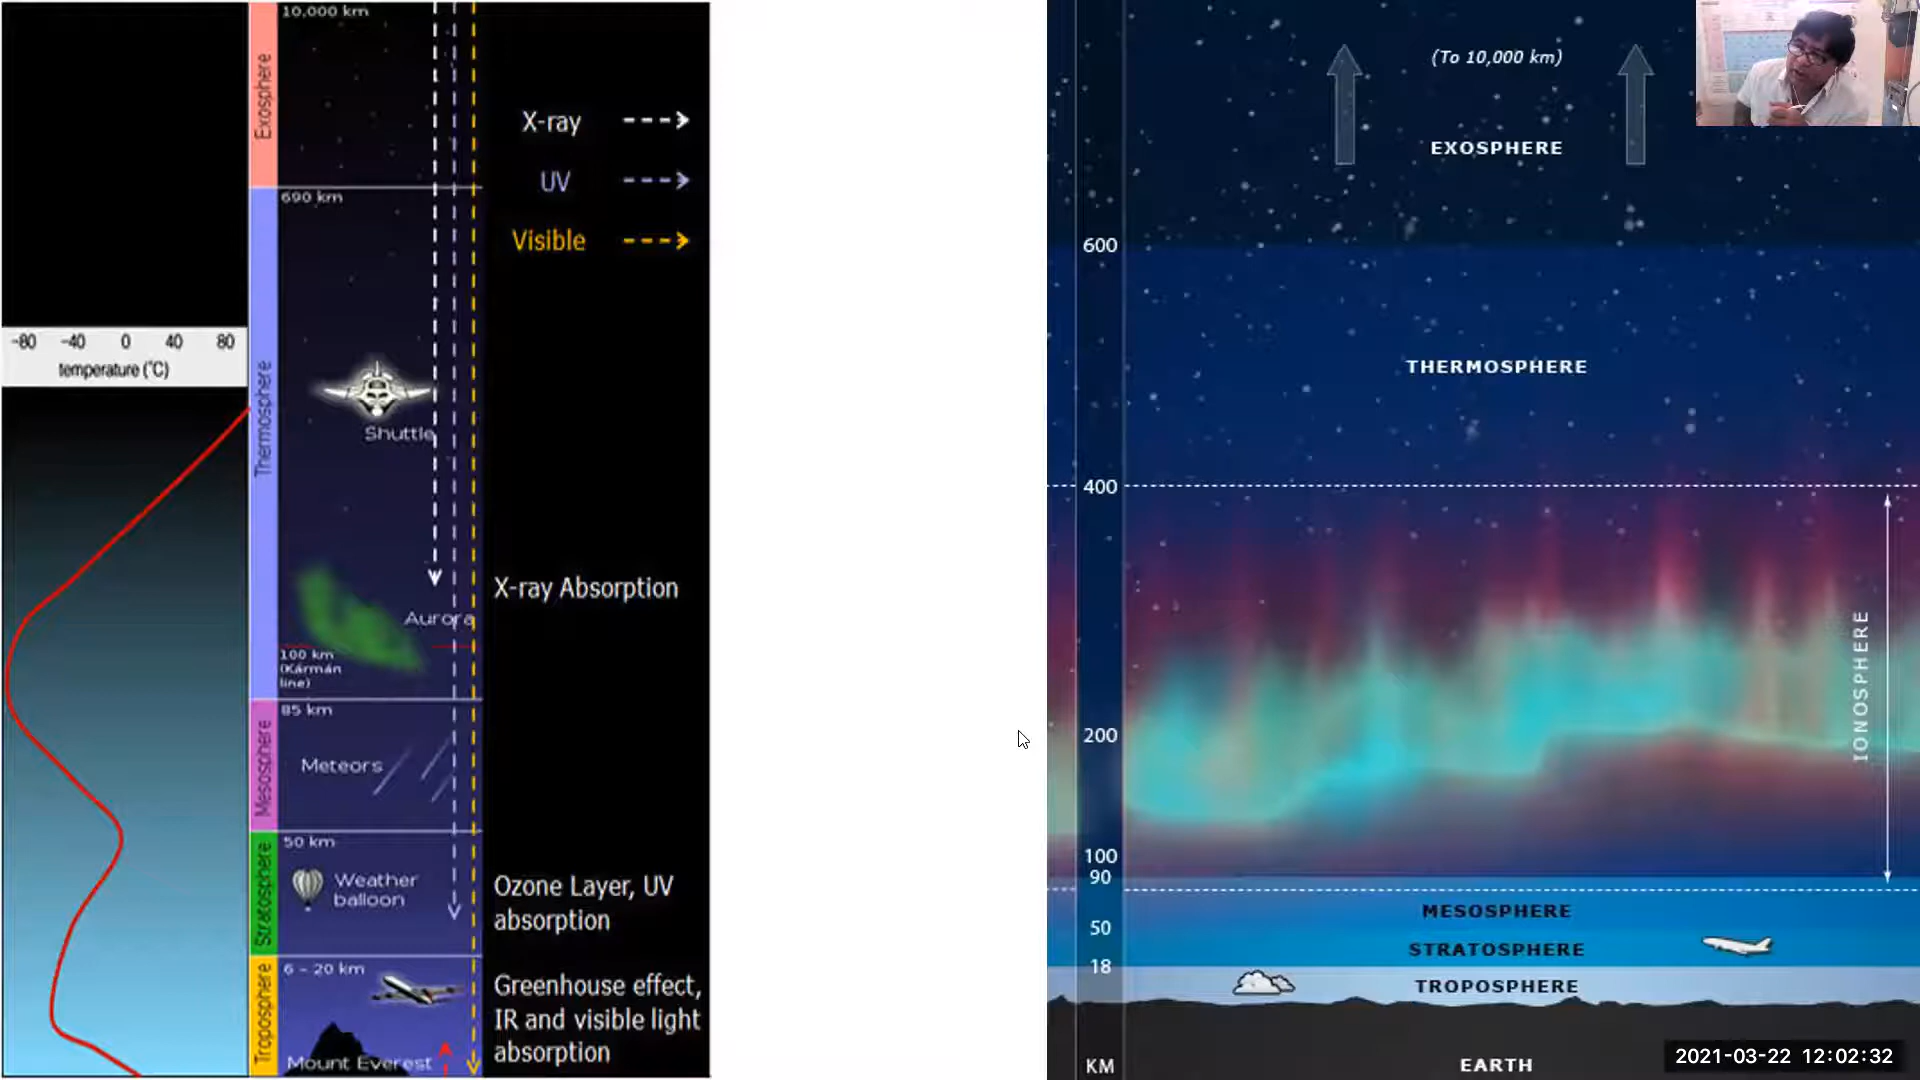 10,000 km
Exosphere
X-ray
UV
Visible
690 km
-80 -40 0 40 80
temperature (°C)
Thermosphere
Shuttle
X-ray Absorption
Aurora
100 km
(Kármán
line)
85 km
Mesosphere
Meteors
50 km
Stratosphere
Weather
balloon
Ozone Layer, UV
absorption
6 - 20 km
Troposphere
Greenhouse effect,
IR and visible light
absorption
Mount Everest
(To 10,000 km)
EXOSPHERE
600
THERMOSPHERE
400
IONOSPHERE
200
100
90
MESOSPHERE
50
STRATOSPHERE
18
TROPOSPHERE
KM
EARTH
2021-03-22 12:02:32